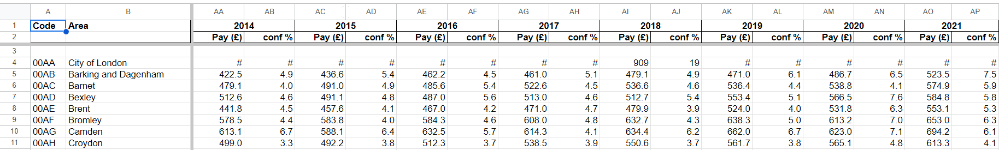 A B AA AB AC AD AE AF AG AH AI AJ AK AL AM AN AO AP
1 Code Area 2014 2015 2016 2017 2018 2019 2020 2021
2 Pay (£) conf % Pay (£) conf % Pay (£) conf % Pay (£) conf % Pay (£) conf % Pay (£) conf % Pay (£) conf % Pay (£) conf %
3
4 00AA City of London # # # # # # # # 909 19 # # # # # #
5 00AB Barking and Dagenham 422.5 4.9 436.6 5.4 462.2 4.5 461.0 5.1 479.1 4.9 471.0 6.1 486.7 6.5 523.5 7.5
6 00AC Barnet 479.1 4.0 491.0 4.9 485.6 5.4 522.6 4.5 536.6 4.6 536.4 4.4 538.8 4.1 574.9 5.9
7 00AD Bexley 512.6 4.6 491.1 4.8 487.0 5.6 513.0 4.6 512.7 5.4 553.4 5.1 566.5 7.6 584.8 5.8
8 00AE Brent 441.8 4.5 457.6 4.1 467.0 4.2 471.0 4.7 479.9 3.9 524.0 4.0 531.8 6.3 553.1 5.3
9 00AF Bromley 578.5 4.4 583.8 4.0 584.3 4.6 608.0 4.8 632.7 4.3 638.3 5.0 613.2 7.0 653.0 6.3
10 00AG Camden 613.1 6.7 588.1 6.4 632.5 5.7 614.3 4.1 634.4 6.2 662.0 6.7 623.0 7.1 694.2 6.1
11 00AH Croydon 499.0 3.3 492.2 3.8 512.3 3.7 538.5 3.9 550.6 3.7 561.7 3.8 565.1 4.8 613.3 4.1